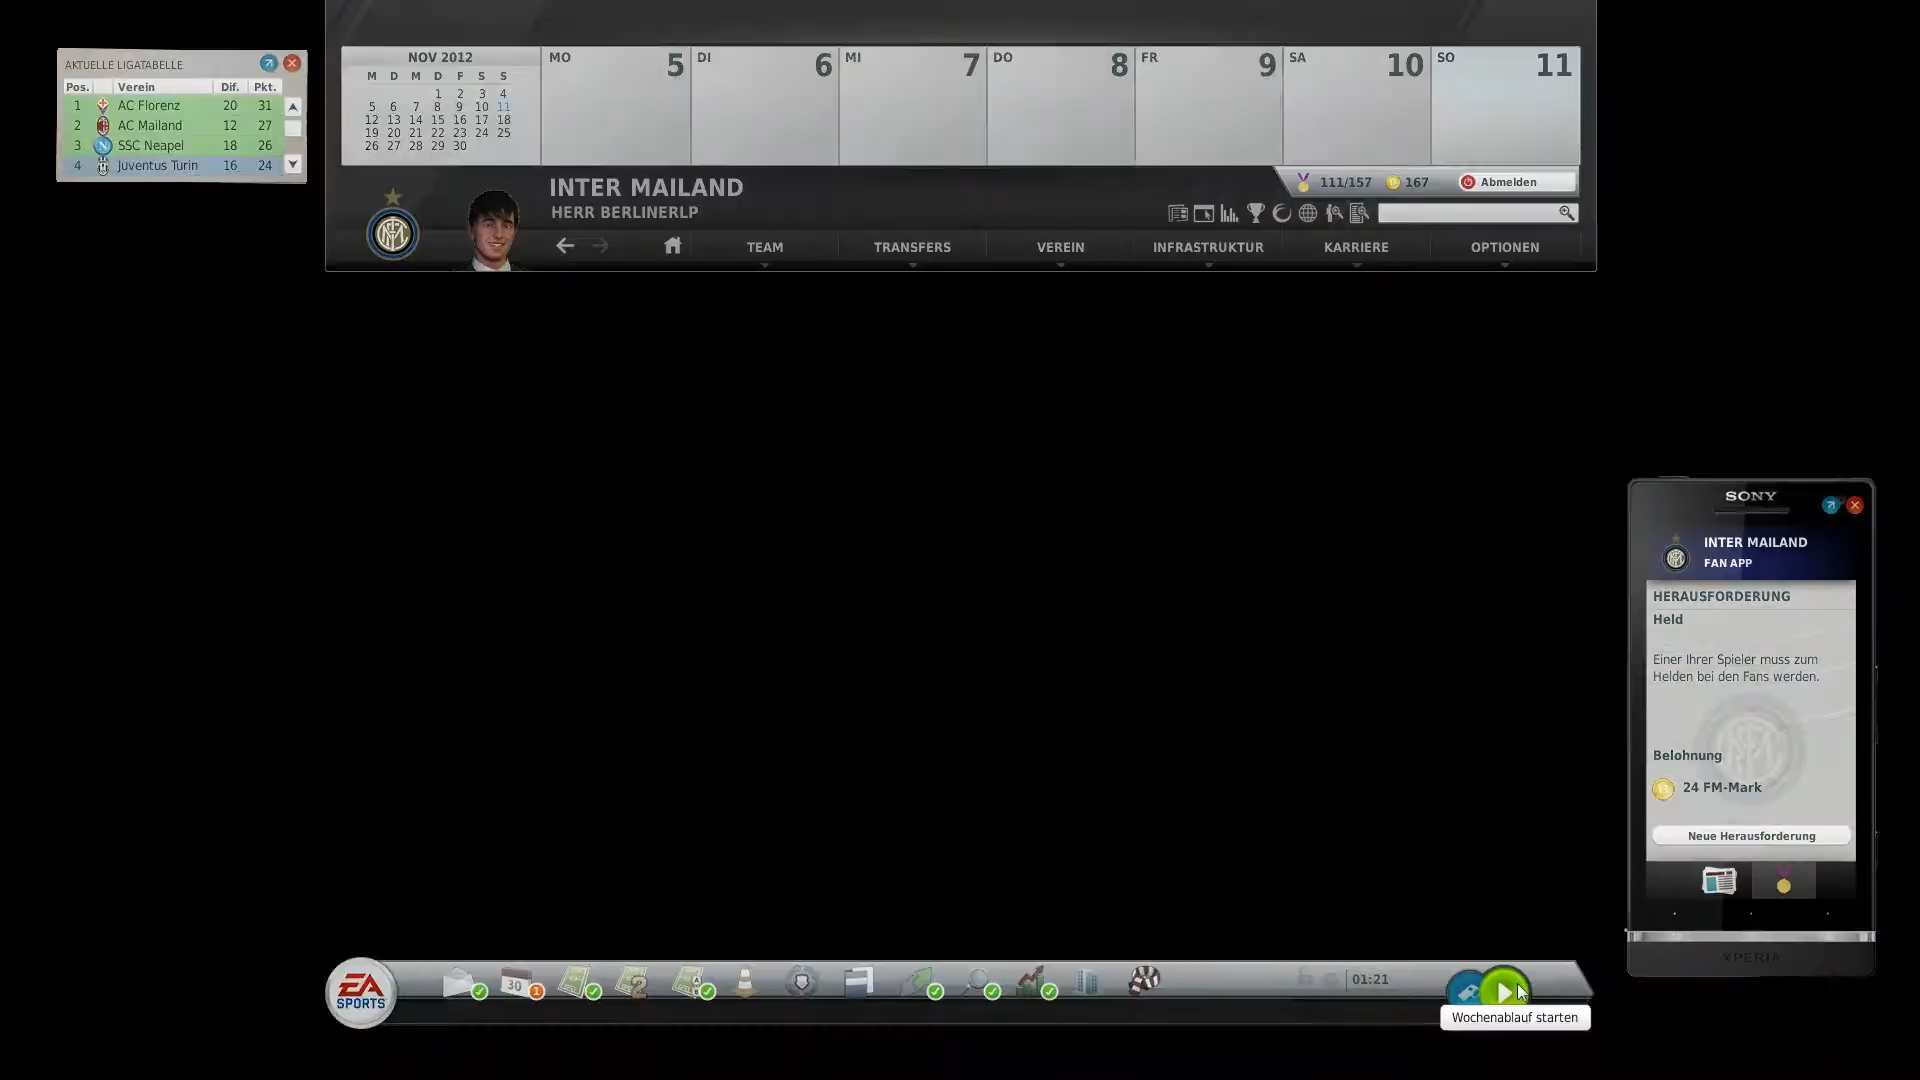 AKTUELLE LIGATABELLE
Pos. Verein Dif. Pkt.
1 AC Florenz 20 31
2 AC Mailand 12 27
3 SSC Neapel 18 26
4 Juventus Turin 16 24
NOV 2012
M D M D F S S
1 2 3 4
5 6 7 8 9 10 11
12 13 14 15 16 17 18
19 20 21 22 23 24 25
26 27 28 29 30
MO 5 DI 6 MI 7 DO 8 FR 9 SA 10 SO 11
INTER MAILAND
HERR BERLINERLP
111/157 167 Abmelden
TEAM TRANSFERS VEREIN INFRASTRUKTUR KARRIERE OPTIONEN
SONY
INTER MAILAND
FAN APP
HERAUSFORDERUNG
Held
Einer Ihrer Spieler muss zum
Helden bei den Fans werden.
Belohnung
24 FM-Mark
Neue Herausforderung
XPERIA
EA
SPORTS
30 1
2
01:21
Wochenablauf starten